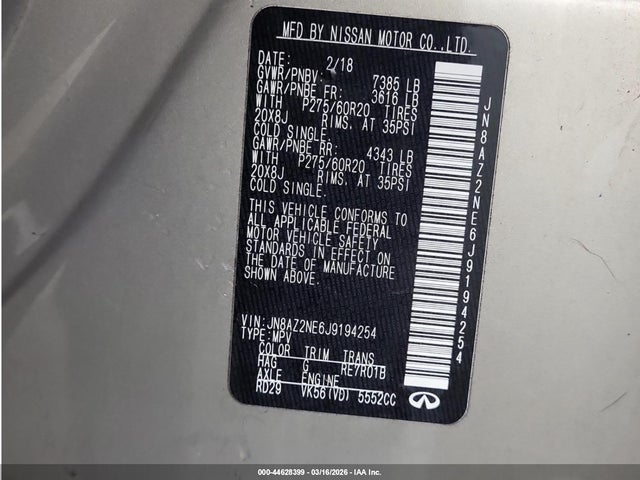 MFD BY NISSAN MOTOR CO.,LTD.
DATE: 2/18
GVWR/PNBV: 7385 LB
GAWR/PNBE FR: 3616 LB
WITH P275/60R20 TIRES
20X8J RIMS, AT 35PSI
COLD SINGLE.
GAWR/PNBE RR: 4343 LB
WITH P275/60R20 TIRES
20X8J RIMS, AT 35PSI
COLD SINGLE.
THIS VEHICLE CONFORMS TO
ALL APPLICABLE FEDERAL
MOTOR VEHICLE SAFETY
STANDARDS IN EFFECT ON
THE DATE OF MANUFACTURE
SHOWN ABOVE.
VIN: JN8AZ2NE6J9194254
TYPE: MPV
COLOR TRIM TRANS
HAG G RE7R01B
AXLE ENGINE
RD29 VK56(VD) 5552CC
JN8AZ2NE6J9194254
000-44628399 | 03/16/2026 | IAA Inc.